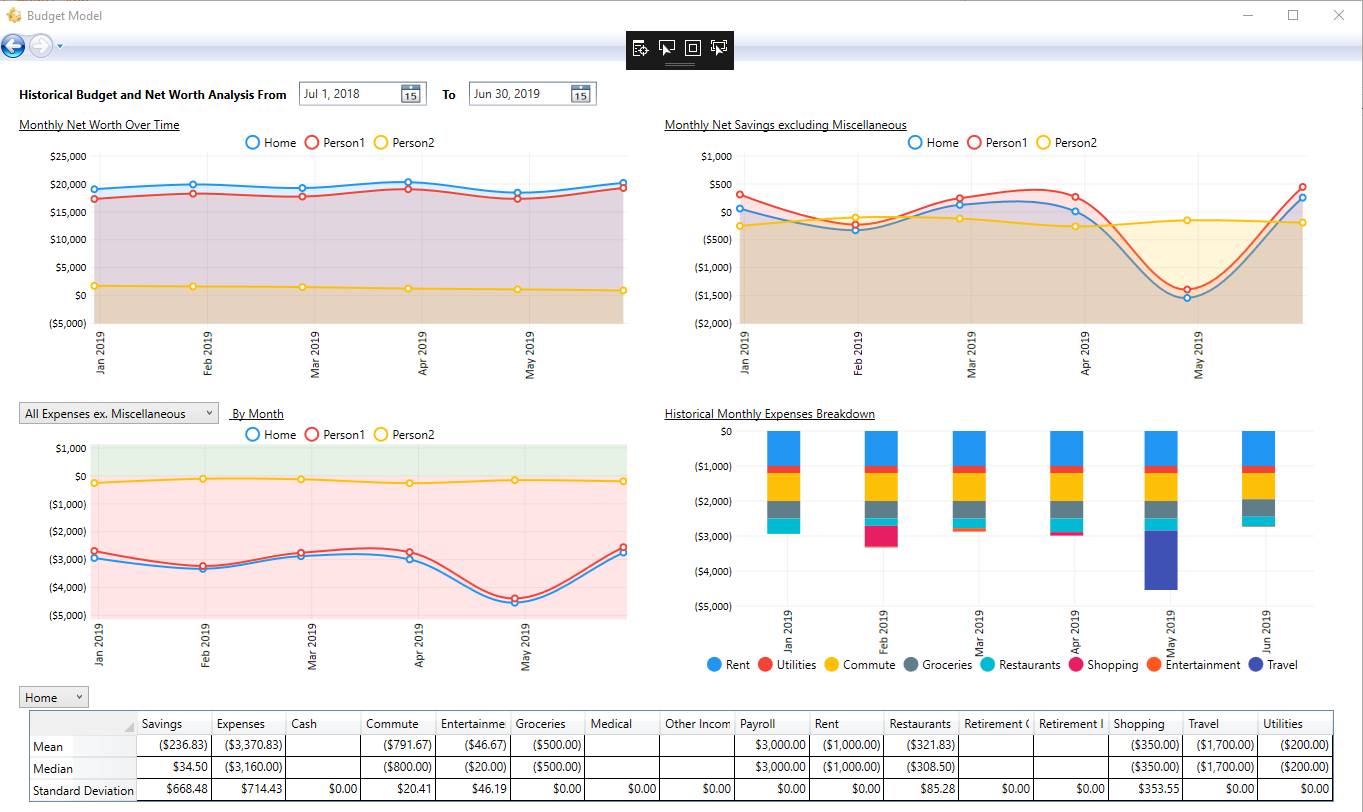 Budget Model
Historical Budget and Net Worth Analysis From Jul 1, 2018 15 To Jun 30, 2019 15
Monthly Net Worth Over Time
Home Person1 Person2
$25,000
$20,000
$15,000
$10,000
$5,000
$0
($5,000)
Jan 2019 Feb 2019 Mar 2019 Apr 2019 May 2019
Monthly Net Savings excluding Miscellaneous
Home Person1 Person2
$1,000
$500
$0
($500)
($1,000)
($1,500)
($2,000)
Jan 2019 Feb 2019 Mar 2019 Apr 2019 May 2019
All Expenses ex. Miscellaneous By Month
Home Person1 Person2
$1,000
$0
($1,000)
($2,000)
($3,000)
($4,000)
($5,000)
Jan 2019 Feb 2019 Mar 2019 Apr 2019 May 2019
Historical Monthly Expenses Breakdown
$0
($1,000)
($2,000)
($3,000)
($4,000)
($5,000)
Jan 2019 Feb 2019 Mar 2019 Apr 2019 May 2019 Jun 2019
Rent Utilities Commute Groceries Restaurants Shopping Entertainment Travel
Home
Savings Expenses Cash Commute Entertainme Groceries Medical Other Incom Payroll Rent Restaurants Retirement C Retirement I Shopping Travel Utilities
Mean ($236.83) ($3,370.83) ($791.67) ($46.67) ($500.00) $3,000.00 ($1,000.00) ($321.83) ($350.00) ($1,700.00) ($200.00)
Median $34.50 ($3,160.00) ($800.00) ($20.00) ($500.00) $3,000.00 ($1,000.00) ($308.50) ($350.00) ($1,700.00) ($200.00)
Standard Deviation $668.48 $714.43 $0.00 $20.41 $46.19 $0.00 $0.00 $0.00 $0.00 $0.00 $85.28 $0.00 $0.00 $353.55 $0.00 $0.00